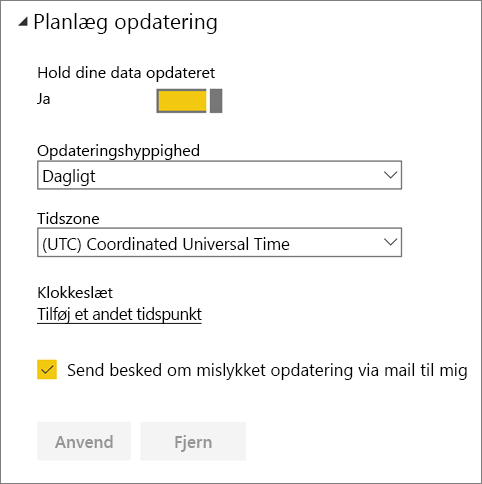 Planlæg opdatering
Hold dine data opdateret
Ja
Opdateringshyppighed
Dagligt
Tidszone
(UTC) Coordinated Universal Time
Klokkeslæt
Tilføj et andet tidspunkt
Send besked om mislykket opdatering via mail til mig
Anvend Fjern